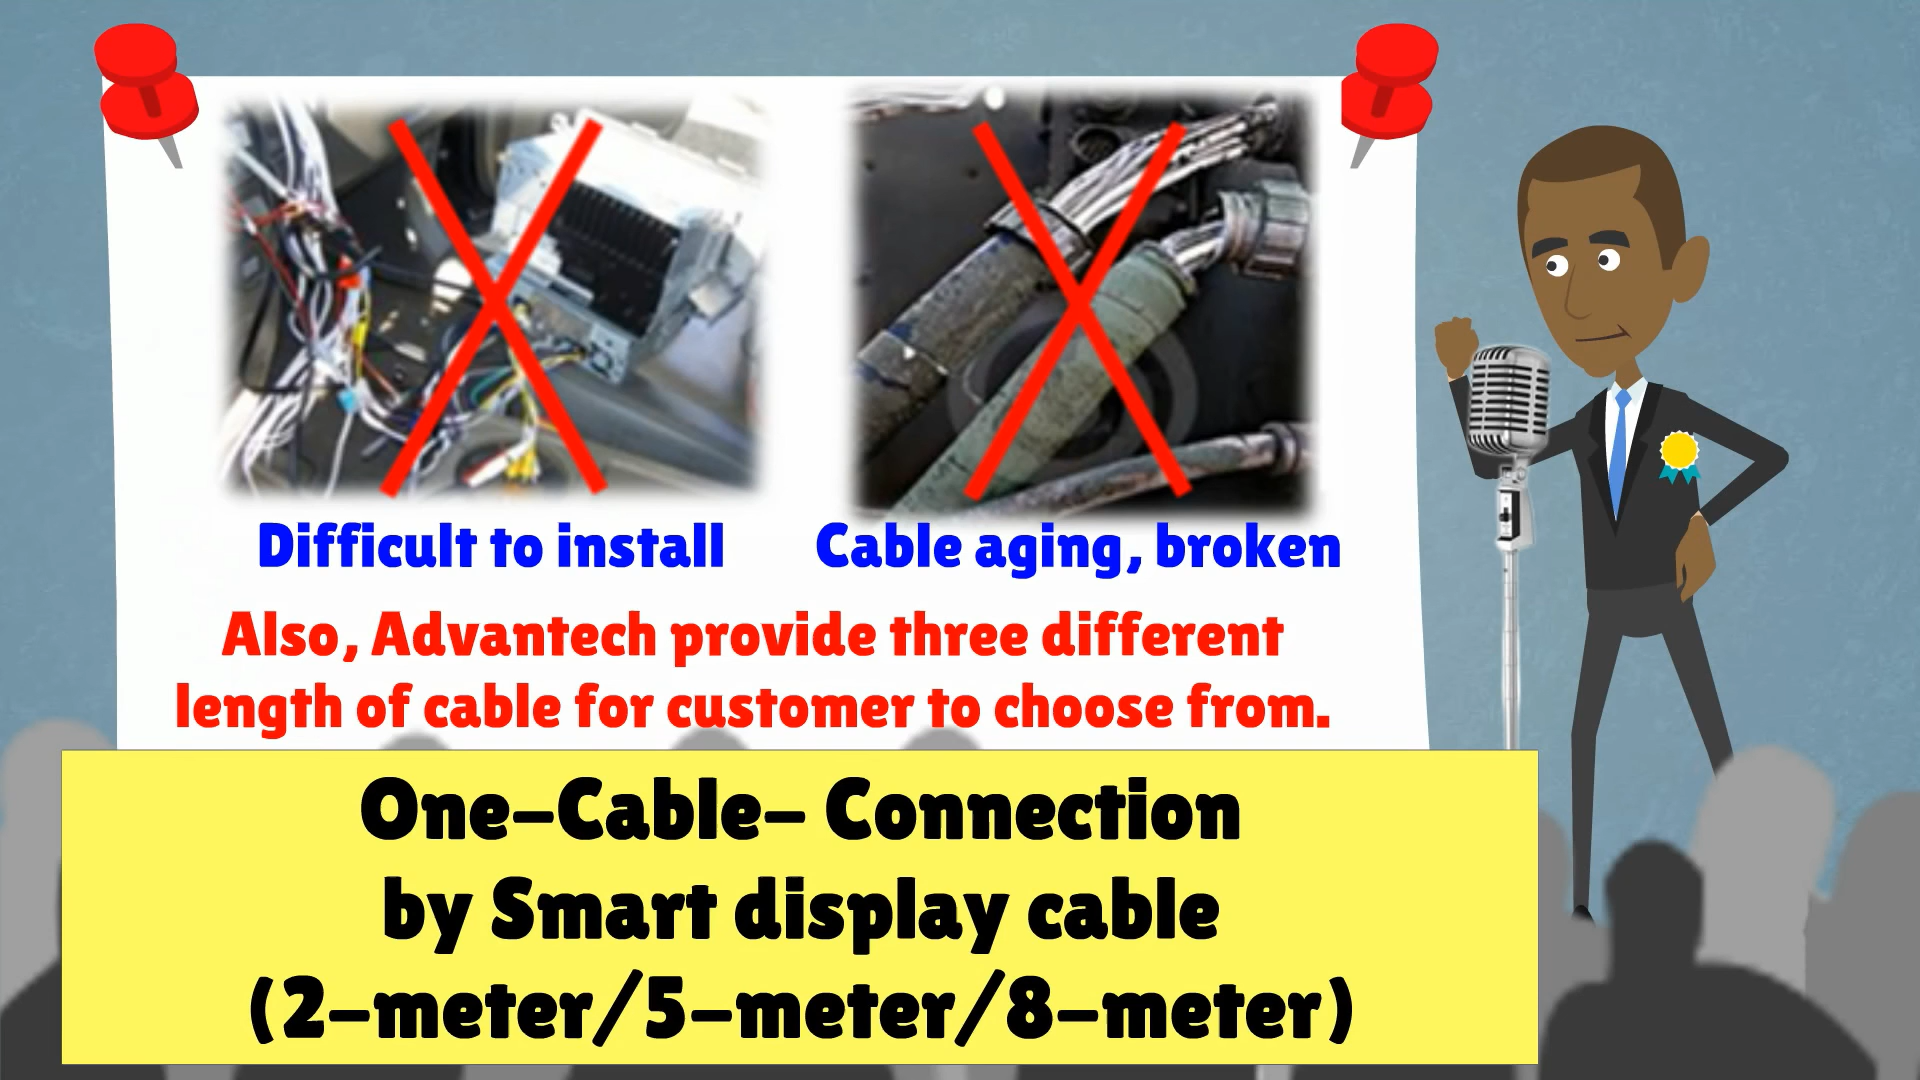 Difficult to install
Cable aging, broken
Also, Advantech provide three different
length of cable for customer to choose from.
One-Cable- Connection
by Smart display cable
(2-meter/5-meter/8-meter)